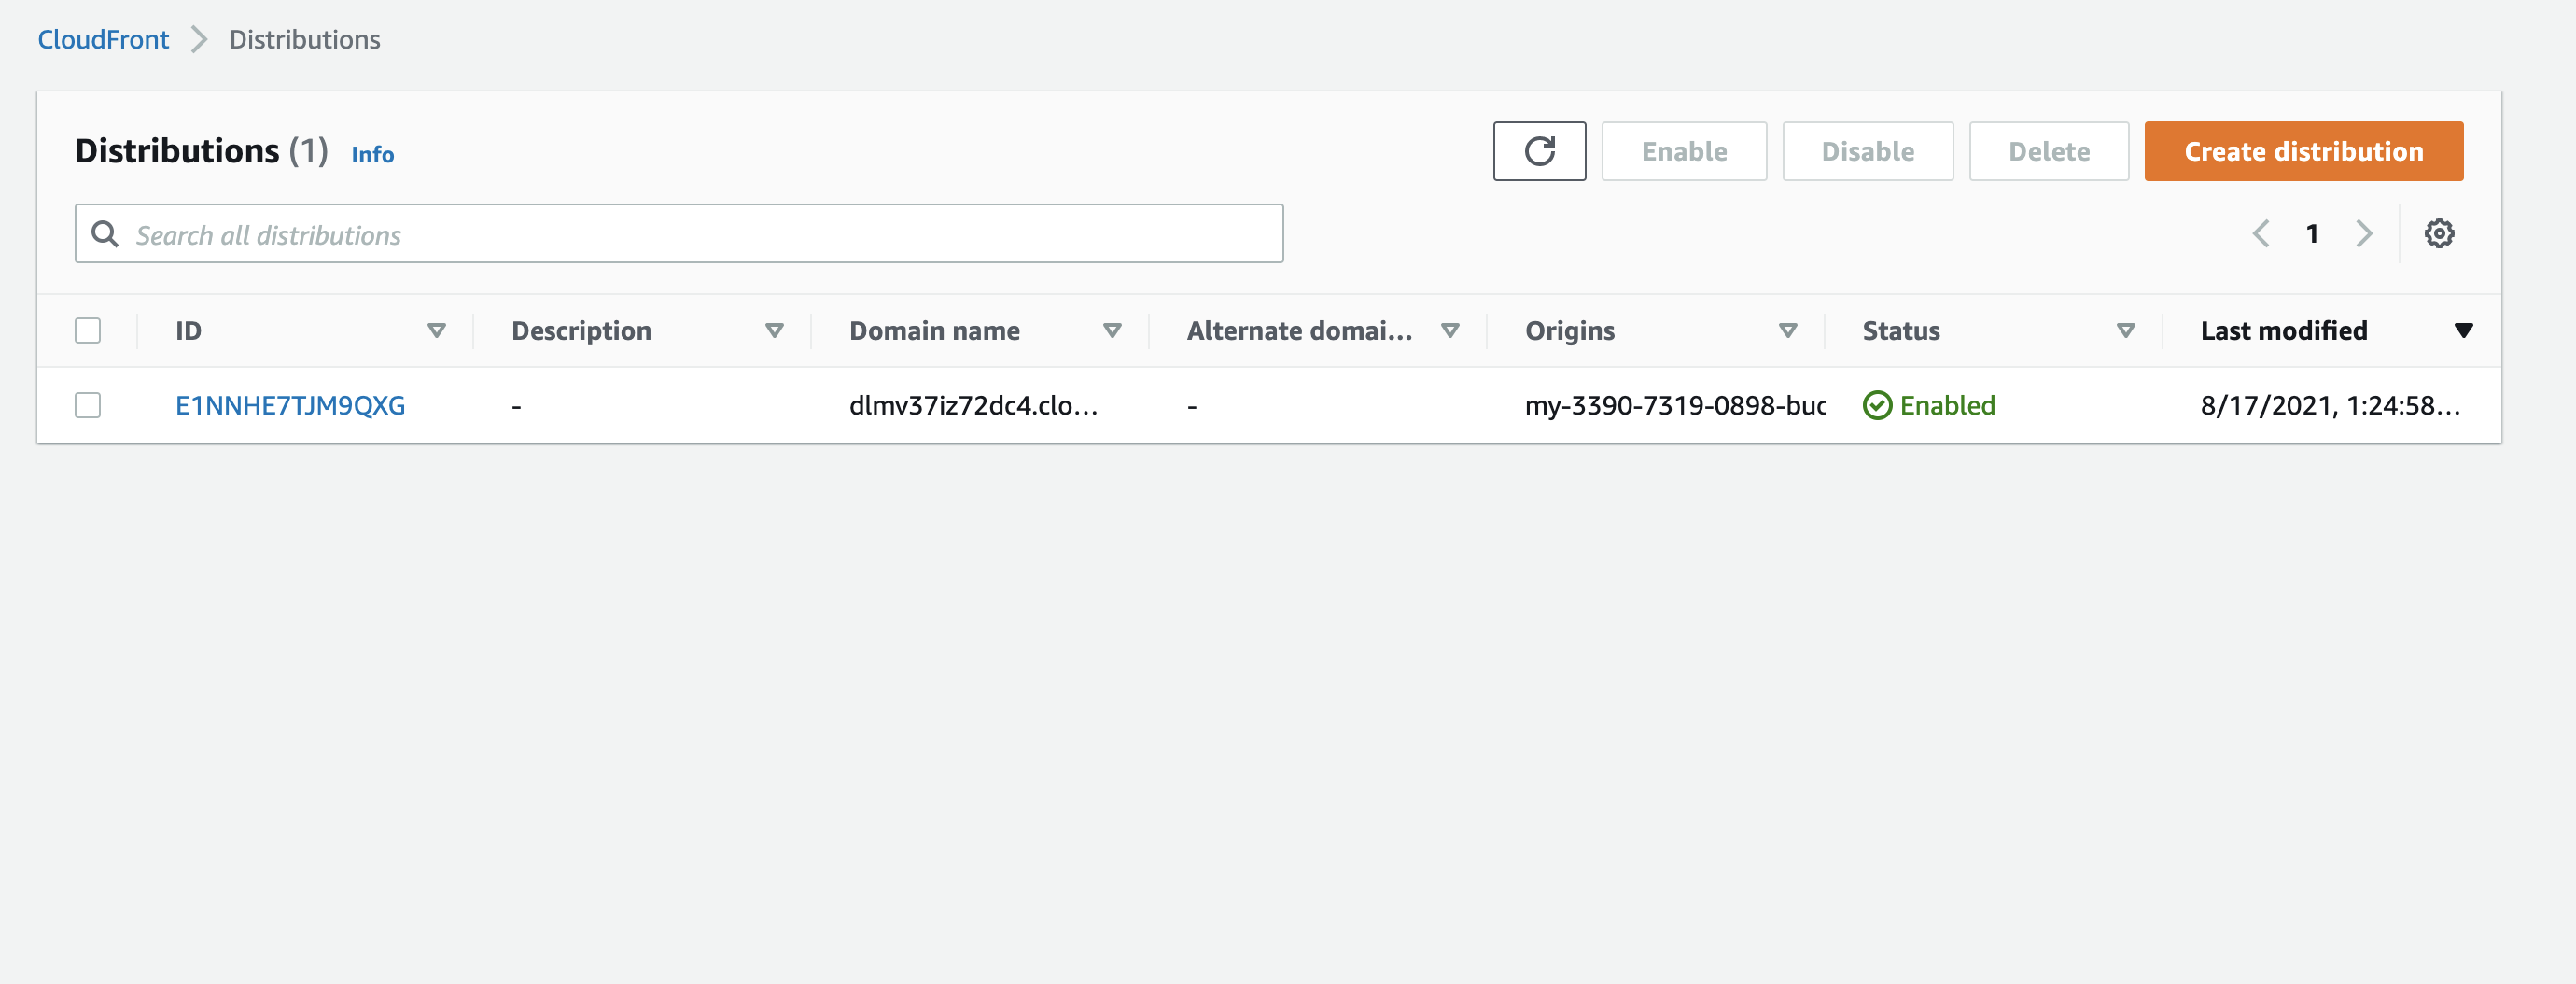 CloudFront Distributions
Distributions (1) Info
Enable Disable Delete Create distribution
Search all distributions
1
ID Description Domain name Alternate domai... Origins Status Last modified
E1NNHE7TJM9QXG - dlmv37iz72dc4.clo... - my-3390-7319-0898-buc Enabled 8/17/2021, 1:24:58...